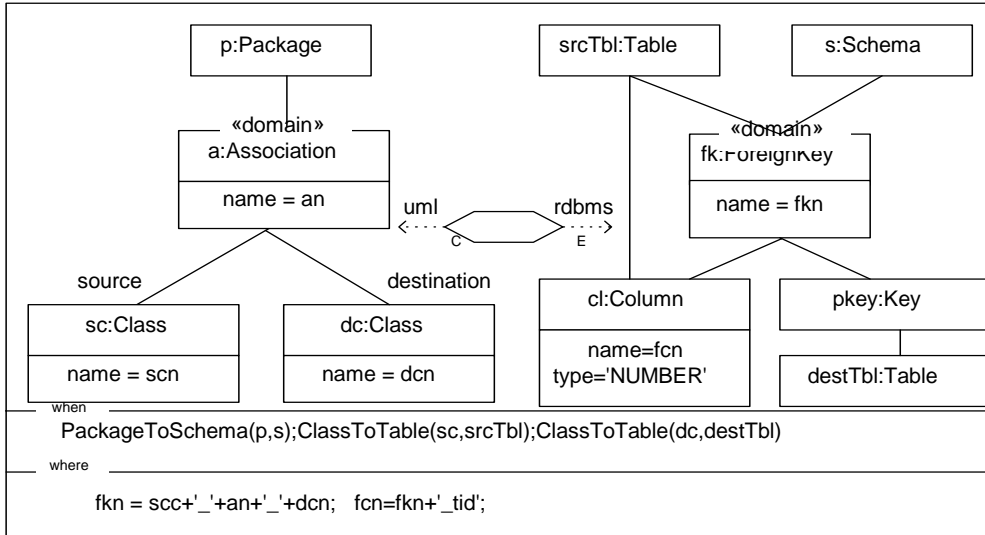 p:Package
srcTbl:Table
s:Schema
«domain»
a:Association
name = an
«domain»
fk:ForeignKey
name = fkn
uml
rdbms
C
E
source
destination
sc:Class
name = scn
dc:Class
name = dcn
cl:Column
name=fcn
type='NUMBER'
pkey:Key
destTbl:Table
when
PackageToSchema(p,s);ClassToTable(sc,srcTbl);ClassToTable(dc,destTbl)
where
fkn = scc+'_'+an+'_'+dcn; fcn=fkn+'_tid';